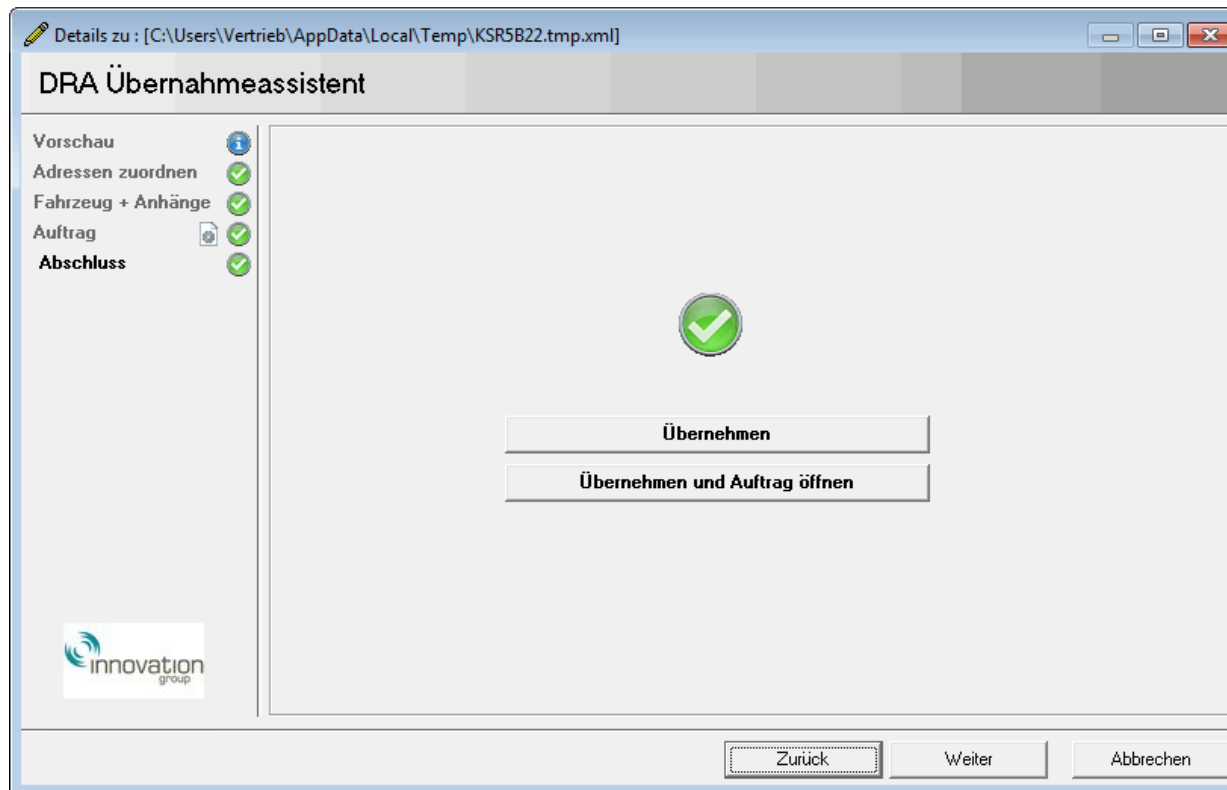 Details zu : [C:\Users\Vertrieb\AppData\Local\Temp\KSR5B22.tmp.xml]
DRA Übernahmeassistent
Vorschau
Adressen zuordnen
Fahrzeug + Anhänge
Auftrag
Abschluss
Übernehmen
Übernehmen und Auftrag öffnen
innovation
group
Zurück
Weiter
Abbrechen